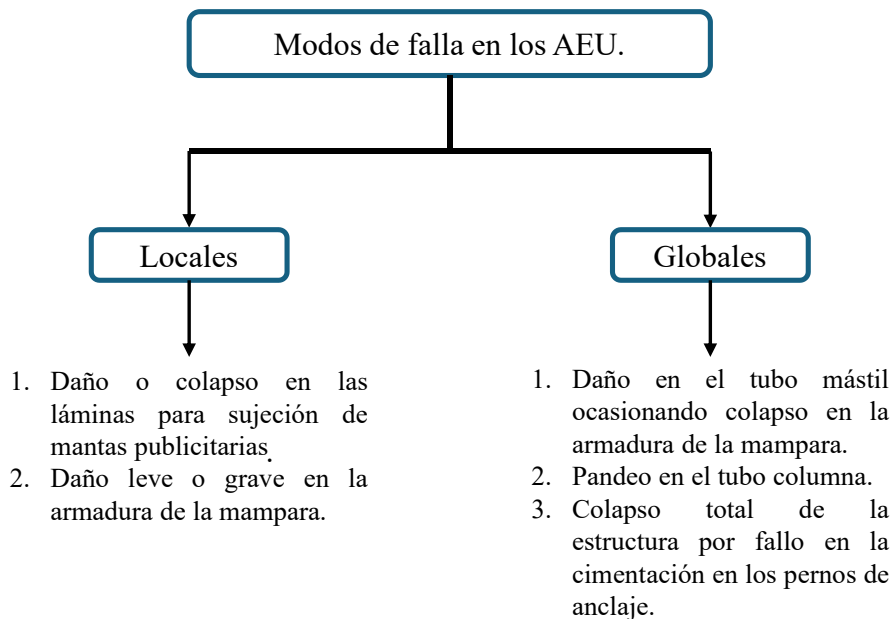 Modos de falla en los AEU.
Locales
Globales
1. Daño o colapso en las
láminas para sujeción de
mantas publicitarias.
2. Daño leve o grave en la
armadura de la mampara.
1. Daño en el tubo mástil
ocasionando colapso en la
armadura de la mampara.
2. Pandeo en el tubo columna.
3. Colapso total de la
estructura por fallo en la
cimentación en los pernos de
anclaje.